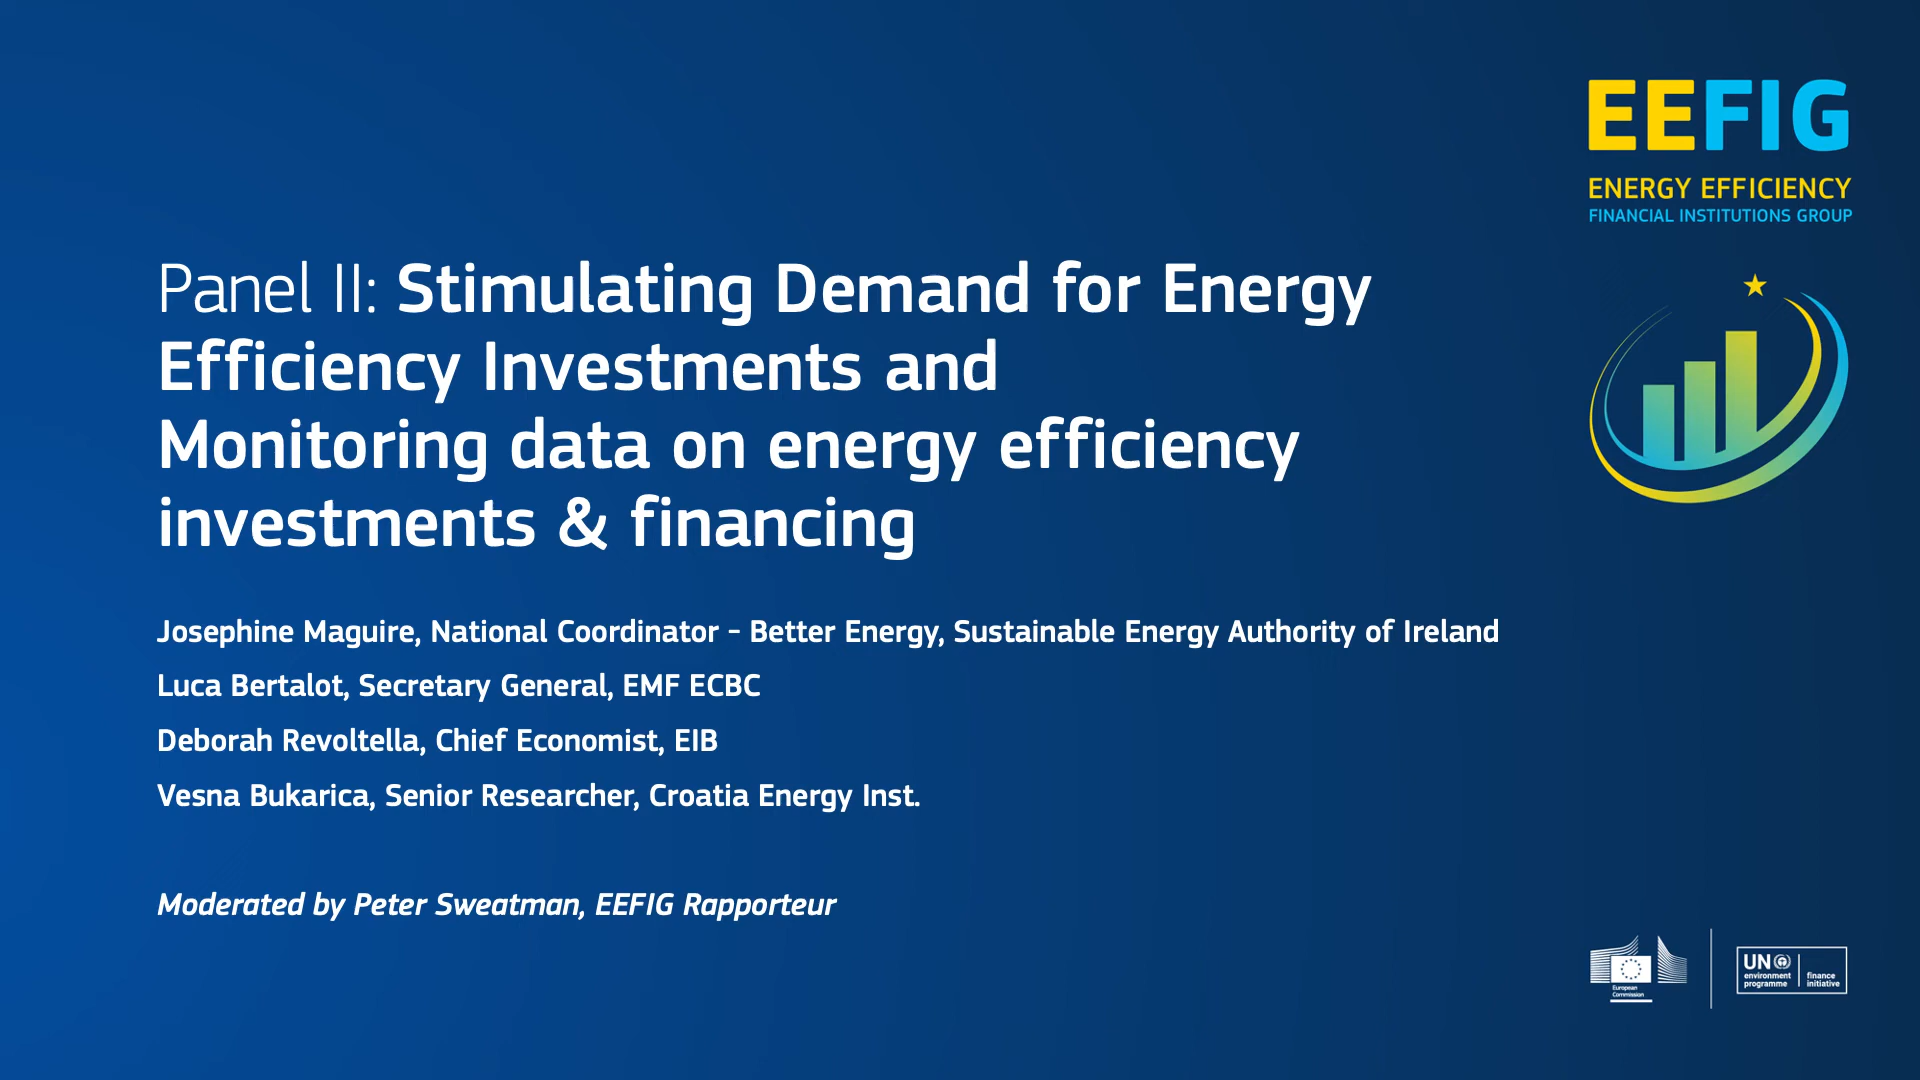 EEFIG
ENERGY EFFICIENCY
FINANCIAL INSTITUTIONS GROUP
Panel II: Stimulating Demand for Energy
Efficiency Investments and
Monitoring data on energy efficiency
investments & financing
Josephine Maguire, National Coordinator – Better Energy, Sustainable Energy Authority of Ireland
Luca Bertalot, Secretary General, EMF ECBC
Deborah Revoltella, Chief Economist, EIB
Vesna Bukarica, Senior Researcher, Croatia Energy Inst.
Moderated by Peter Sweatman, EEFIG Rapporteur
European
Commission
UN
environment
programme
finance
initiative